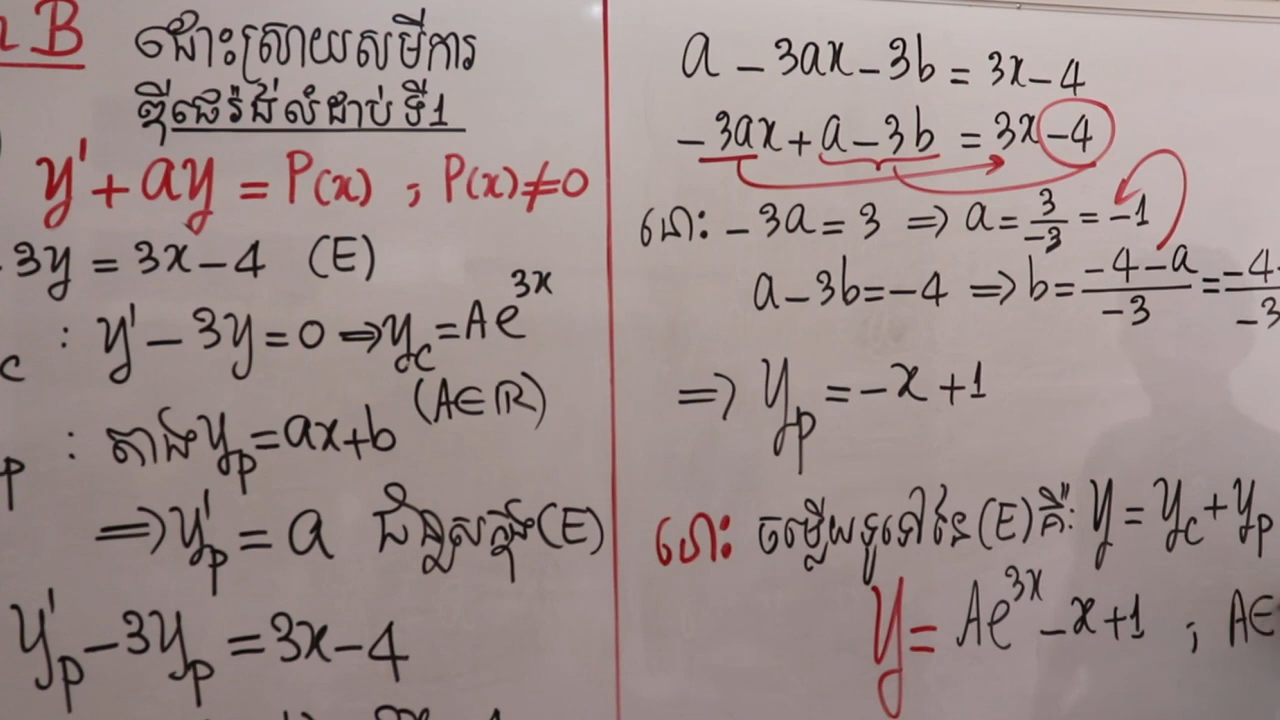 B ដោះស្រាយសមីការ
ឌីផេរ៉ង់លំដាប់ទី1
y' + ay = P(x) , P(x)≠0
3y = 3x-4 (E)
c : y' - 3y = 0 ⇒ y_c = Ae^{3x}
(A∈ℝ)
p : តាង y_p = ax+b
⇒ y'_p = a ជំនួសក្នុង (E)
y'_p - 3y_p = 3x-4
a - 3ax - 3b = 3x-4
-3ax + a - 3b = 3x-4
នោះ: -3a = 3 ⇒ a = \frac{3}{-3} = -1
a - 3b = -4 ⇒ b = \frac{-4-a}{-3} = \frac{-4}{-3}
⇒ y_p = -x+1
នោះ: ចម្លើយទូទៅនៃ (E) គឺ: y = y_c + y_p
y = Ae^{3x} - x+1 ; A∈